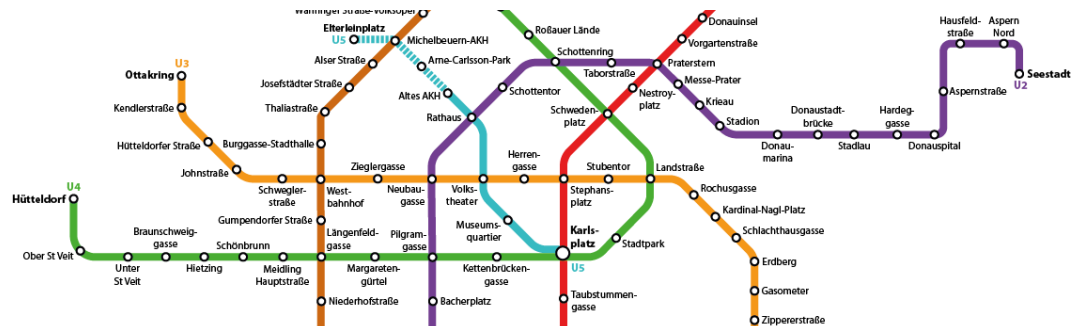 Währinger Straße-Volksoper
Elterleinplatz
U5
Michelbeuern-AKH
Alser Straße
Arne-Carlsson-Park
Josefstädter Straße
Altes AKH
Thaliastraße
Rathaus
Roßauer Lände
Schottenring
Taborstraße
Schottentor
Donauinsel
Vorgartenstraße
Praterstern
Messe-Prater
Nestroy-
platz
Krieau
Schweden-
platz
Stadion
Donau-
marina
Donaustadt-
brücke
Stadlau
Hardeg-
gasse
Donauspital
Aspernstraße
Hausfeld-
straße
Aspern
Nord
Seestadt
U2
U3
Ottakring
Kendlerstraße
Hütteldorfer Straße
Johnstraße
Burggasse-Stadthalle
Schwegler-
straße
West-
bahnhof
Zieglergasse
Neubau-
gasse
Volks-
theater
Herren-
gasse
Stephans-
platz
Stubentor
Landstraße
Rochusgasse
Kardinal-Nagl-Platz
Schlachthausgasse
Erdberg
Gasometer
Zippererstraße
U4
Hütteldorf
Ober St Veit
Unter
St Veit
Braunschweig-
gasse
Hietzing
Schönbrunn
Meidling
Hauptstraße
Gumpendorfer Straße
Längenfeld-
gasse
Niederhofstraße
Margareten-
gürtel
Pilgram-
gasse
Bacherplatz
Kettenbrücken-
gasse
Museums-
quartier
Karls-
platz
U5
Stadtpark
Taubstummen-
gasse